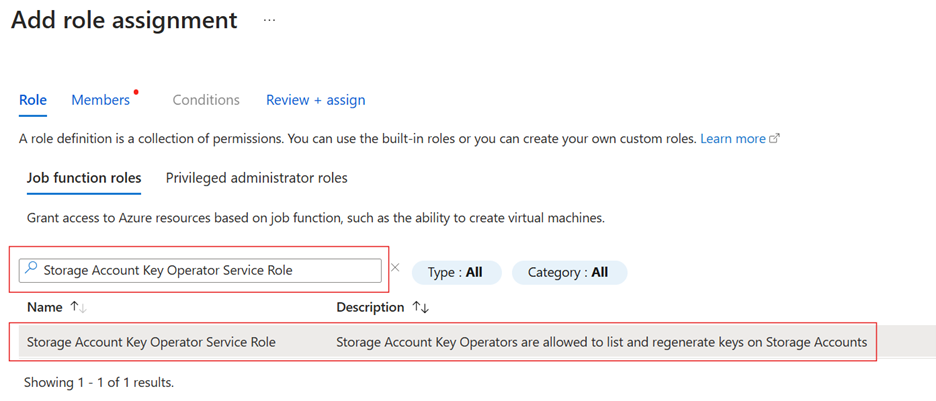 Add role assignment ...
Role Members Conditions Review + assign
A role definition is a collection of permissions. You can use the built-in roles or you can create your own custom roles. Learn more
Job function roles Privileged administrator roles
Grant access to Azure resources based on job function, such as the ability to create virtual machines.
Storage Account Key Operator Service Role Type : All Category : All
Name ↑↓ Description ↑↓
Storage Account Key Operator Service Role Storage Account Key Operators are allowed to list and regenerate keys on Storage Accounts
Showing 1 - 1 of 1 results.